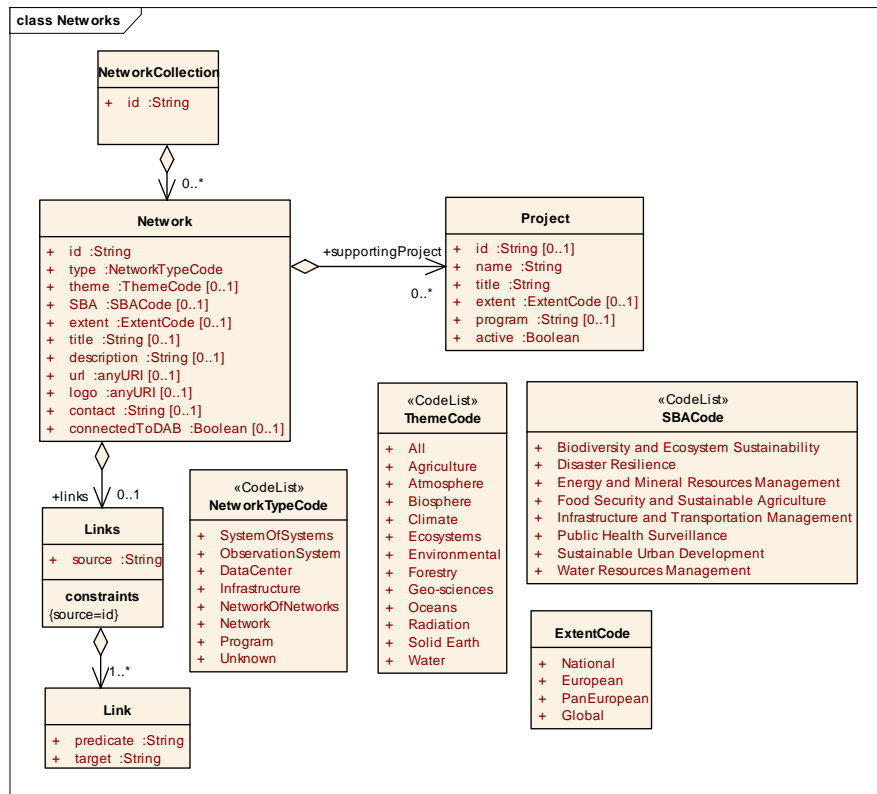 class Networks
NetworkCollection
+ id :String
0..*
Network
+ id :String
+ type :NetworkTypeCode
+ theme :ThemeCode [0..1]
+ SBA :SBACode [0..1]
+ extent :ExtentCode [0..1]
+ title :String [0..1]
+ description :String [0..1]
+ url :anyURI [0..1]
+ logo :anyURI [0..1]
+ contact :String [0..1]
+ connectedToDAB :Boolean [0..1]
+supportingProject
0..*
Project
+ id :String [0..1]
+ name :String
+ title :String
+ extent :ExtentCode [0..1]
+ program :String [0..1]
+ active :Boolean
+links
0..1
Links
+ source :String
constraints
{source=id}
1..*
Link
+ predicate :String
+ target :String
«CodeList»
NetworkTypeCode
+ SystemOfSystems
+ ObservationSystem
+ DataCenter
+ Infrastructure
+ NetworkOfNetworks
+ Network
+ Program
+ Unknown
«CodeList»
ThemeCode
+ All
+ Agriculture
+ Atmosphere
+ Biosphere
+ Climate
+ Ecosystems
+ Environmental
+ Forestry
+ Geo-sciences
+ Oceans
+ Radiation
+ Solid Earth
+ Water
«CodeList»
SBACode
+ Biodiversity and Ecosystem Sustainability
+ Disaster Resilience
+ Energy and Mineral Resources Management
+ Food Security and Sustainable Agriculture
+ Infrastructure and Transportation Management
+ Public Health Surveillance
+ Sustainable Urban Development
+ Water Resources Management
ExtentCode
+ National
+ European
+ PanEuropean
+ Global